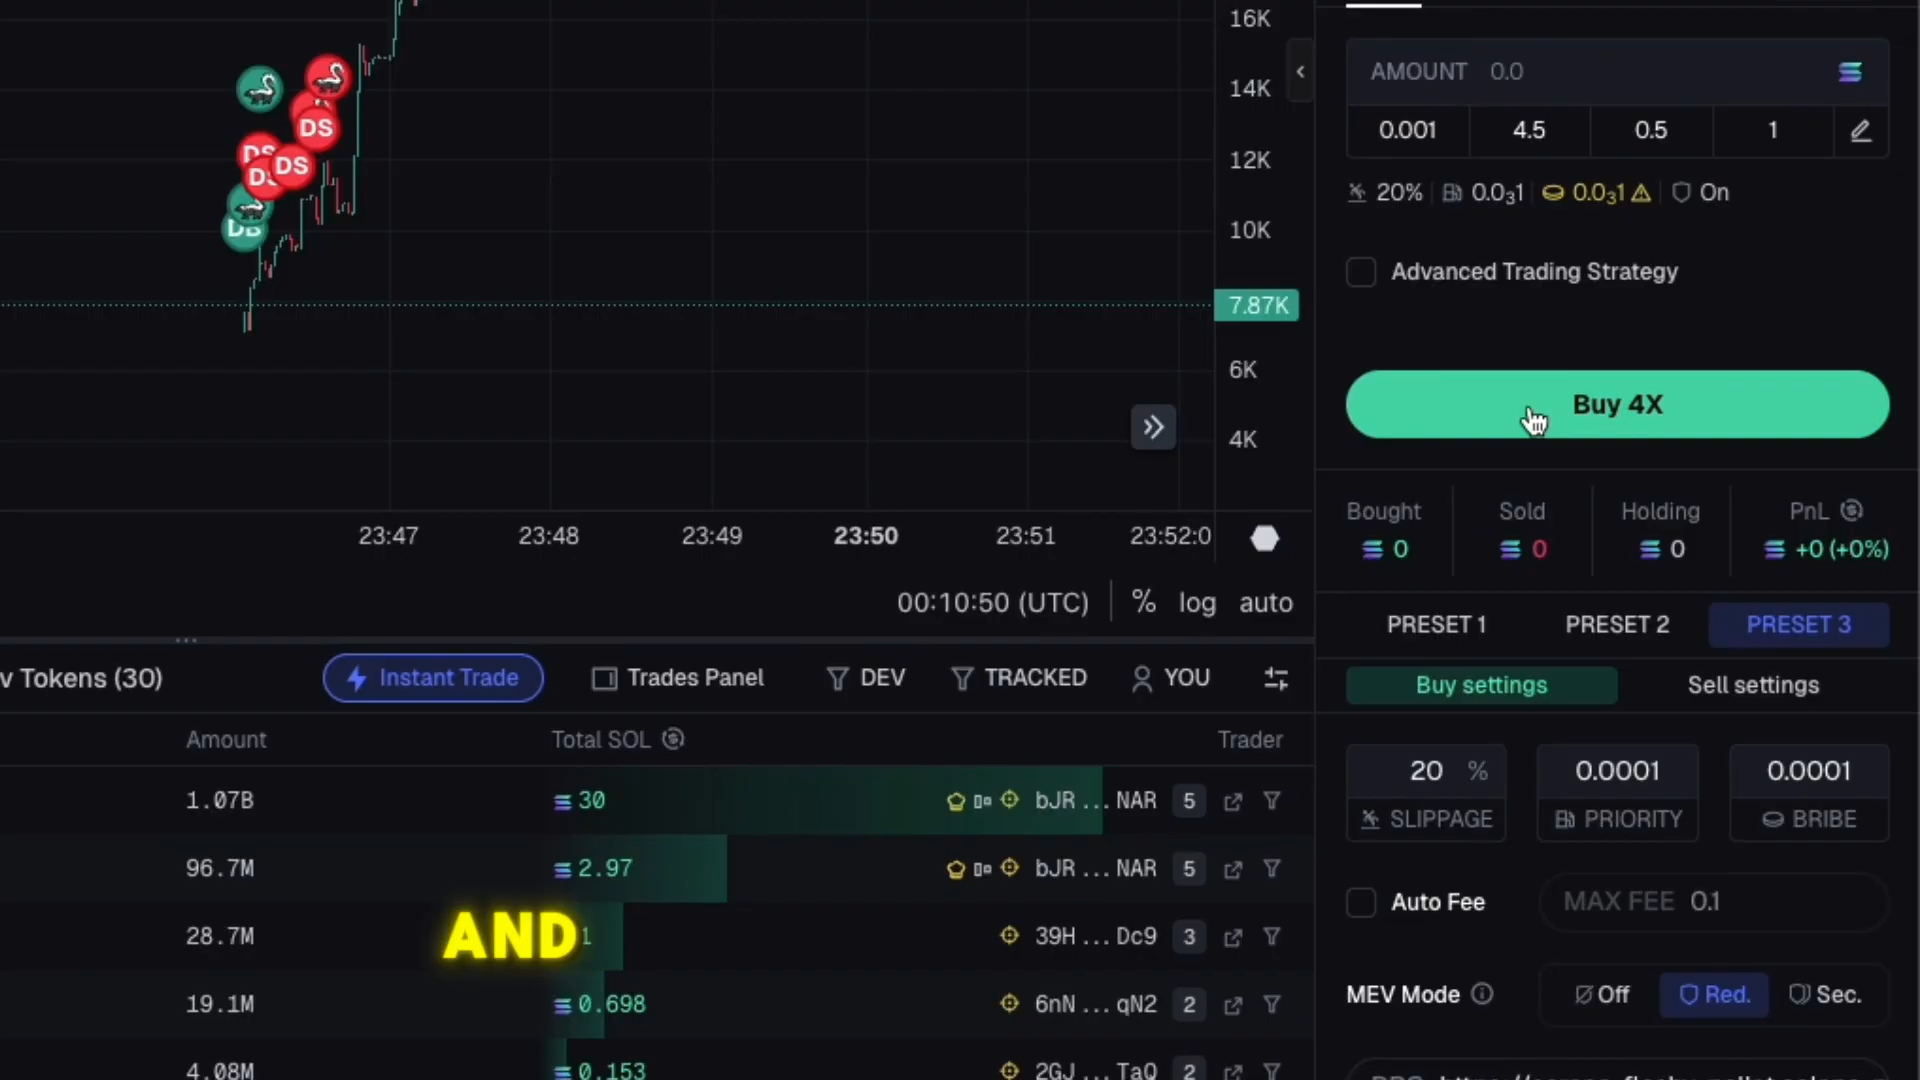 16K
14K
12K
10K
7.87K
6K
4K
DS
DS
DS
23:47 23:48 23:49 23:50 23:51 23:52:0
00:10:50 (UTC) % log auto
v Tokens (30) Instant Trade Trades Panel DEV TRACKED YOU
Amount Total SOL Trader
1.07B 30 bJR ... NAR 5
96.7M 2.97 bJR ... NAR 5
28.7M 1 39H ... Dc9 3
AND
19.1M 0.698 6nN ... qN2 2
4.08M 0.153 2GJ ... TaQ 2
AMOUNT 0.0
0.001 4.5 0.5 1
20% 0.0₃1 0.0₃1 On
Advanced Trading Strategy
Buy 4X
Bought Sold Holding PnL
0 0 0 +0 (+0%)
PRESET 1 PRESET 2 PRESET 3
Buy settings Sell settings
20 % 0.0001 0.0001
SLIPPAGE PRIORITY BRIBE
Auto Fee MAX FEE 0.1
MEV Mode Off Red. Sec.